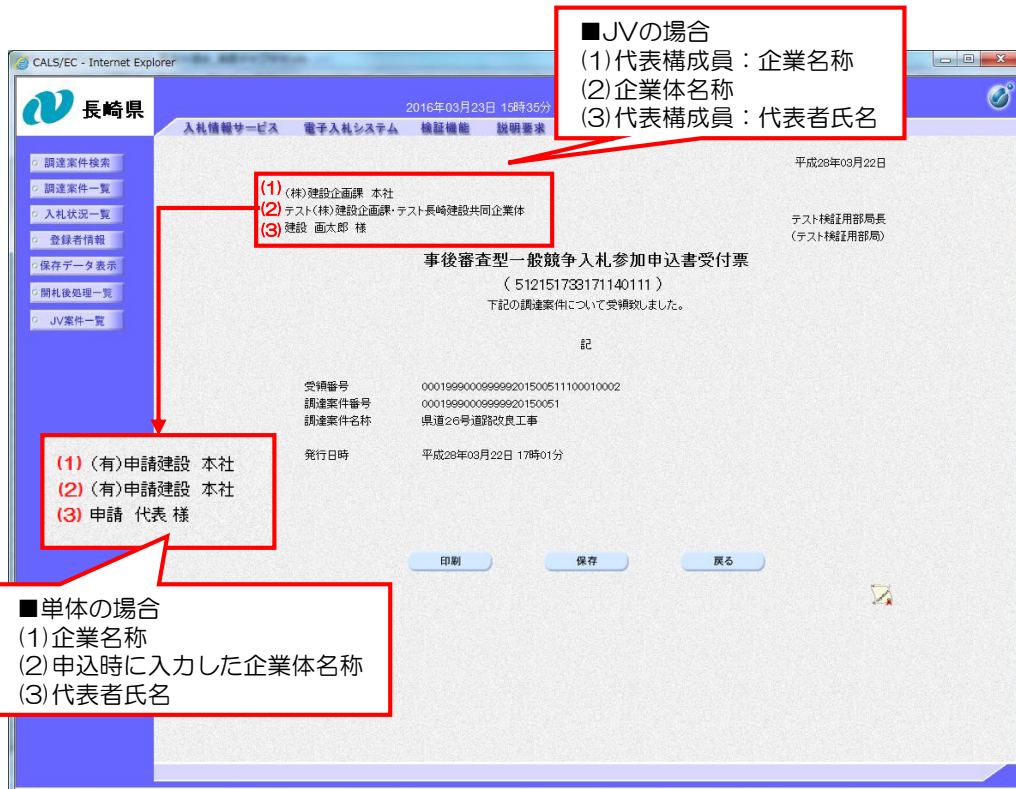 ■JVの場合
(1)代表構成員：企業名称
(2)企業体名称
(3)代表構成員：代表者氏名
CALS/EC - Internet Explorer
長崎県
2016年03月23日 15時35分
入札情報サービス 電子入札システム 検証機能 説明要求
調達案件検索
調達案件一覧
入札状況一覧
登録者情報
保存データ表示
開札後処理一覧
JV案件一覧
平成28年03月22日
(1) (株)建設企画課 本社
(2) テスト(株)建設企画課・テスト長崎建設共同企業体
(3) 建設 画太郎 様
テスト検証用部局長
(テスト検証用部局)
事後審査型一般競争入札参加申込書受付票
( 512151733171140111 )
下記の調達案件について受領致しました。
記
受領番号 000199900099999201500511100010002
調達案件番号 00019990009999920150051
調達案件名称 県道26号道路改良工事
発行日時 平成28年03月22日 17時01分
(1) (有)申請建設 本社
(2) (有)申請建設 本社
(3) 申請 代表 様
印刷 保存 戻る
■単体の場合
(1)企業名称
(2)申込時に入力した企業体名称
(3)代表者氏名